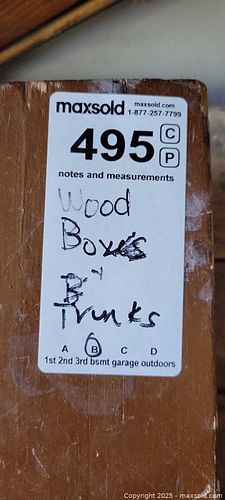 maxsold maxsold.com
1-877-257-7799
495 C
P
notes and measurements
Wood
Boxes
B +
Trunks
A B C D
1st 2nd 3rd bsmt garage outdoors
Copyright © 2025 - maxsold.com